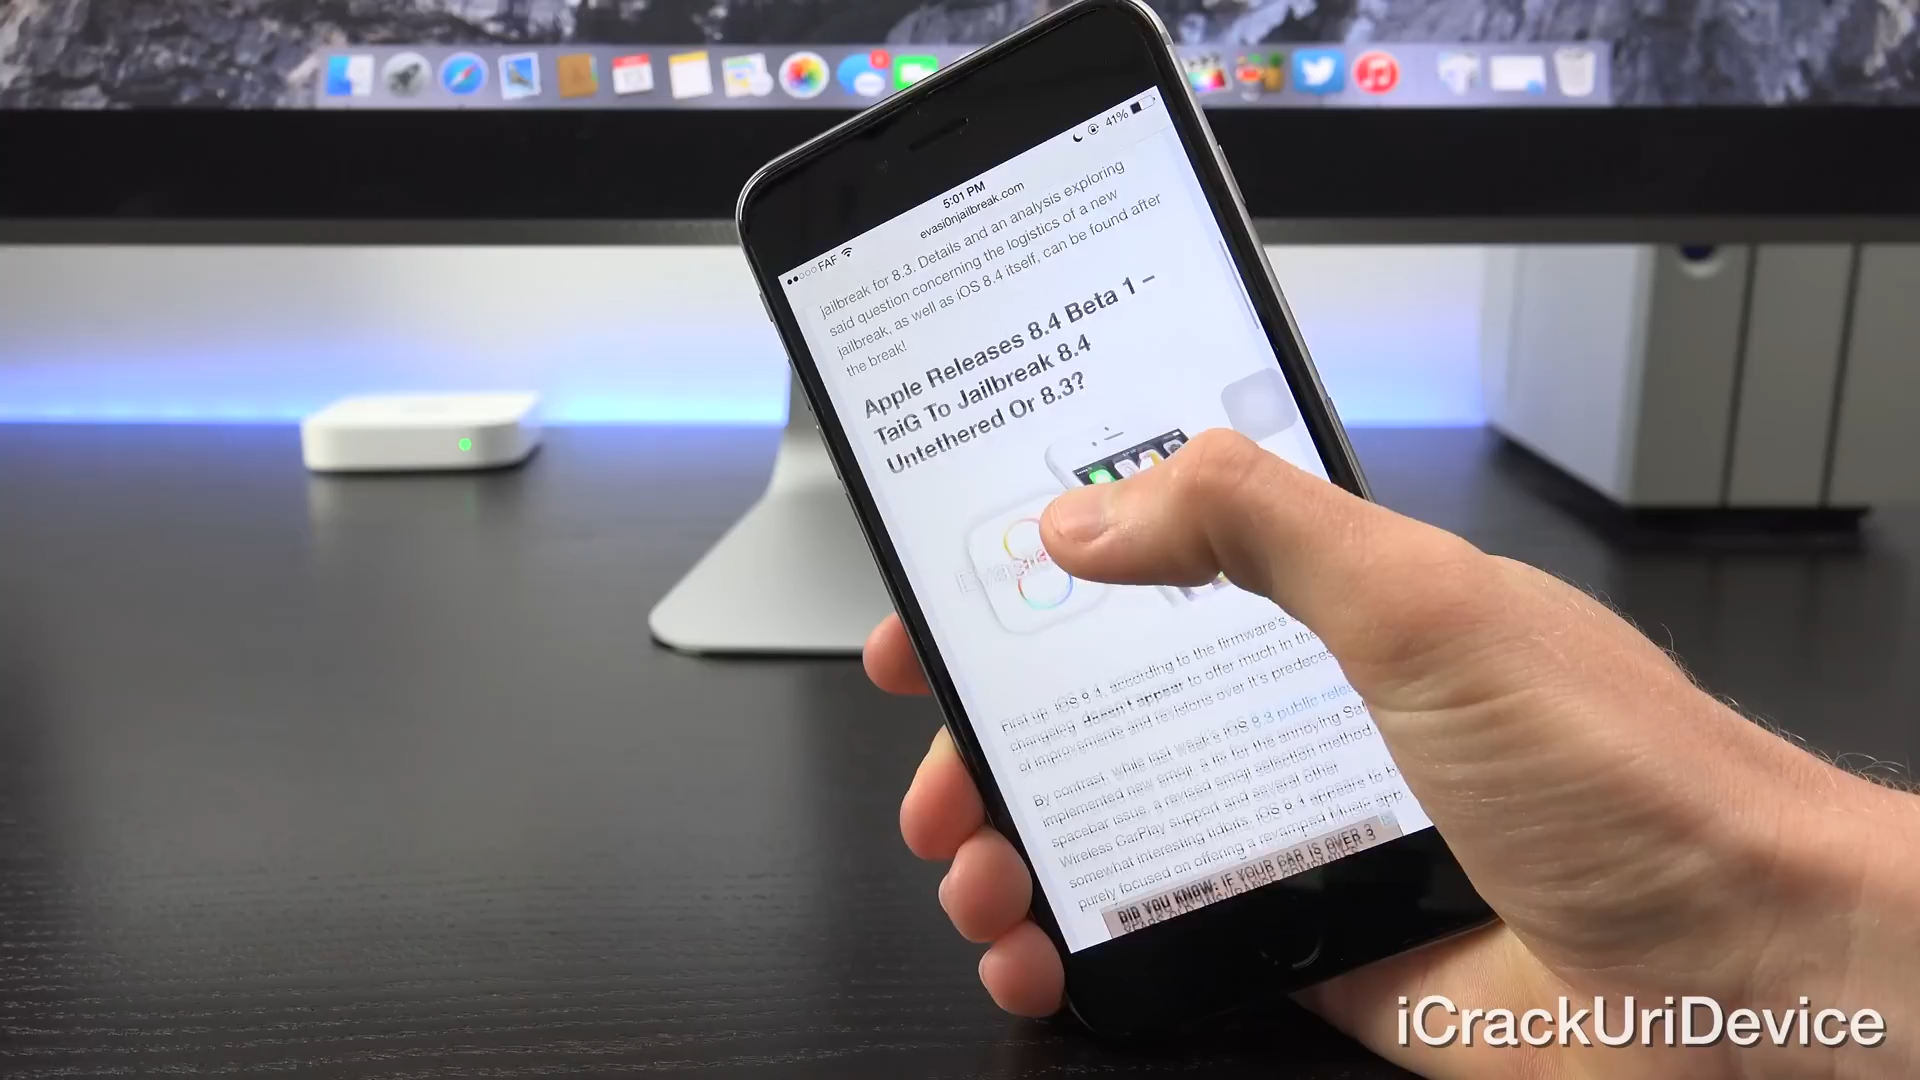 ●●○○○ FAF
5:01 PM
41%
evasi0njailbreak.com
jailbreak for 8.3. Details and an analysis exploring
said question concerning the logistics of a new
jailbreak, as well as iOS 8.4 itself, can be found after
the break!
Apple Releases 8.4 Beta 1 –
TaiG To Jailbreak 8.4
Untethered Or 8.3?
First up, iOS 8.4, according to the firmware's
changelog, doesn't appear to offer much in the
of improvements and revisions over it's predeces
By contrast, while last week's iOS 8.3 public relea
implemented new emoji, a fix for the annoying Saf
spacebar issue, a revised emoji selection method,
Wireless CarPlay support and several other
somewhat interesting tidbits, iOS 8.4 appears to b
purely focused on offering a revamped Music app.
DID YOU KNOW: IF YOUR CAR IS OVER 3
iCrackUriDevice